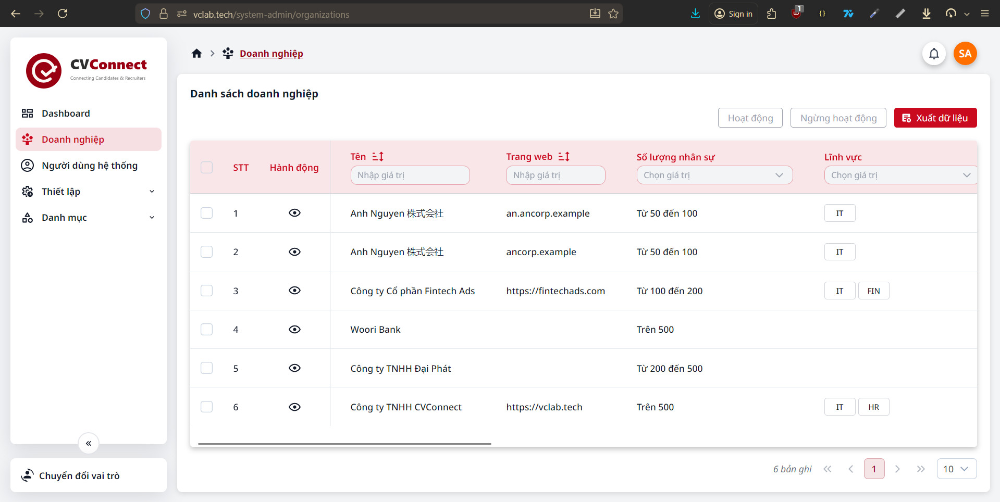 vclab.tech/system-admin/organizations
Sign in
1
CVConnect
Connecting Candidates & Recruiters
Dashboard
Doanh nghiệp
Người dùng hệ thống
Thiết lập
Danh mục
Chuyển đổi vai trò
Doanh nghiệp
SA
Danh sách doanh nghiệp
Hoạt động
Ngừng hoạt động
Xuất dữ liệu
STT Hành động Tên Trang web Số lượng nhân sự Lĩnh vực
Nhập giá trị Nhập giá trị Chọn giá trị Chọn giá trị
1 Anh Nguyen 株式会社 an.ancorp.example Từ 50 đến 100 IT
2 Anh Nguyen 株式会社 ancorp.example Từ 50 đến 100 IT
3 Công ty Cổ phần Fintech Ads https://fintechads.com Từ 100 đến 200 IT FIN
4 Woori Bank Trên 500
5 Công ty TNHH Đại Phát Từ 200 đến 500
6 Công ty TNHH CVConnect https://vclab.tech Trên 500 IT HR
6 bản ghi 1 10